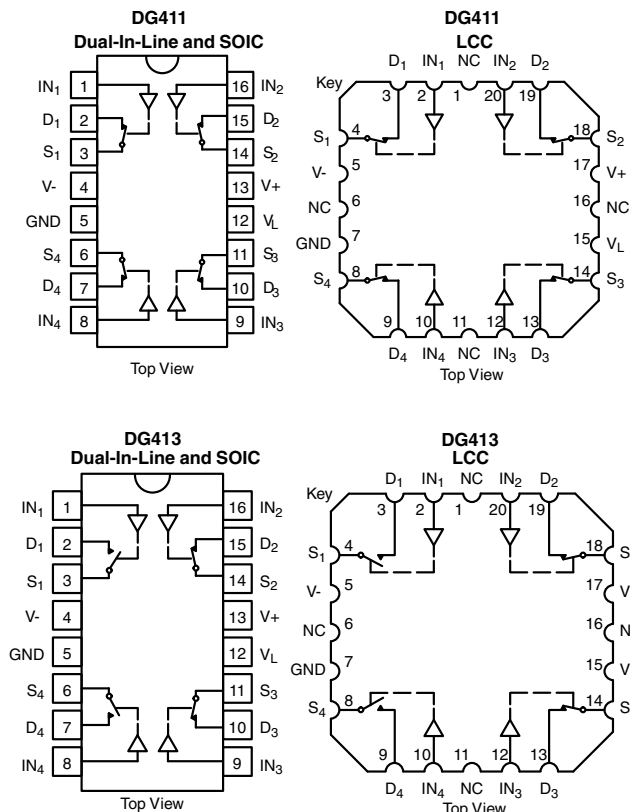 DG411
Dual-In-Line and SOIC
IN1 1 16 IN2
D1 2 15 D2
S1 3 14 S2
V- 4 13 V+
GND 5 12 VL
S4 6 11 S3
D4 7 10 D3
IN4 8 9 IN3
Top View
DG411
LCC
D1 IN1 NC IN2 D2
Key 3 2 1 20 19
S1 4 18 S2
V- 5 17 V+
NC 6 16 NC
GND 7 15 VL
S4 8 14 S3
9 10 11 12 13
D4 IN4 NC IN3 D3
Top View
DG413
Dual-In-Line and SOIC
IN1 1 16 IN2
D1 2 15 D2
S1 3 14 S2
V- 4 13 V+
GND 5 12 VL
S4 6 11 S3
D4 7 10 D3
IN4 8 9 IN3
Top View
DG413
LCC
D1 IN1 NC IN2 D2
Key 3 2 1 20 19
S1 4 18 S
V- 5 17 V
NC 6 16 N
GND 7 15 V
S4 8 14 S
9 10 11 12 13
D4 IN4 NC IN3 D3
Top View